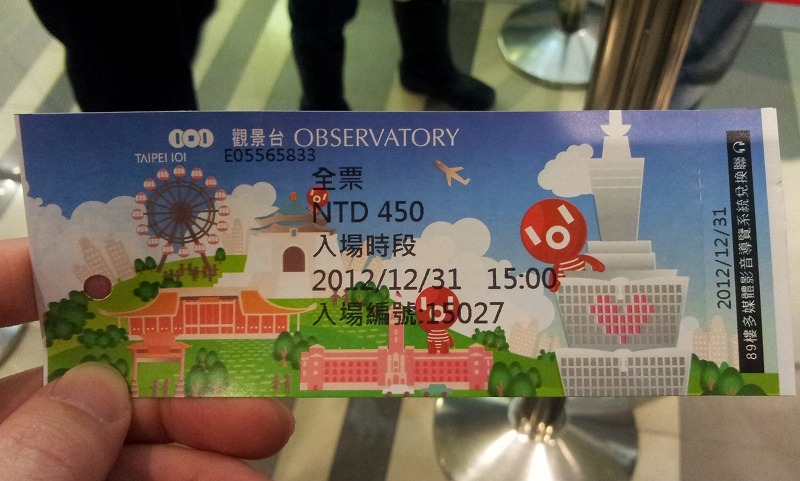 101 觀景台 OBSERVATORY
TAIPEI 101
E05565833
全票
NTD 450
入場時段
2012/12/31 15:00
入場編號:15027
2012/12/31
89樓多媒體影音導覽系統兌換聯